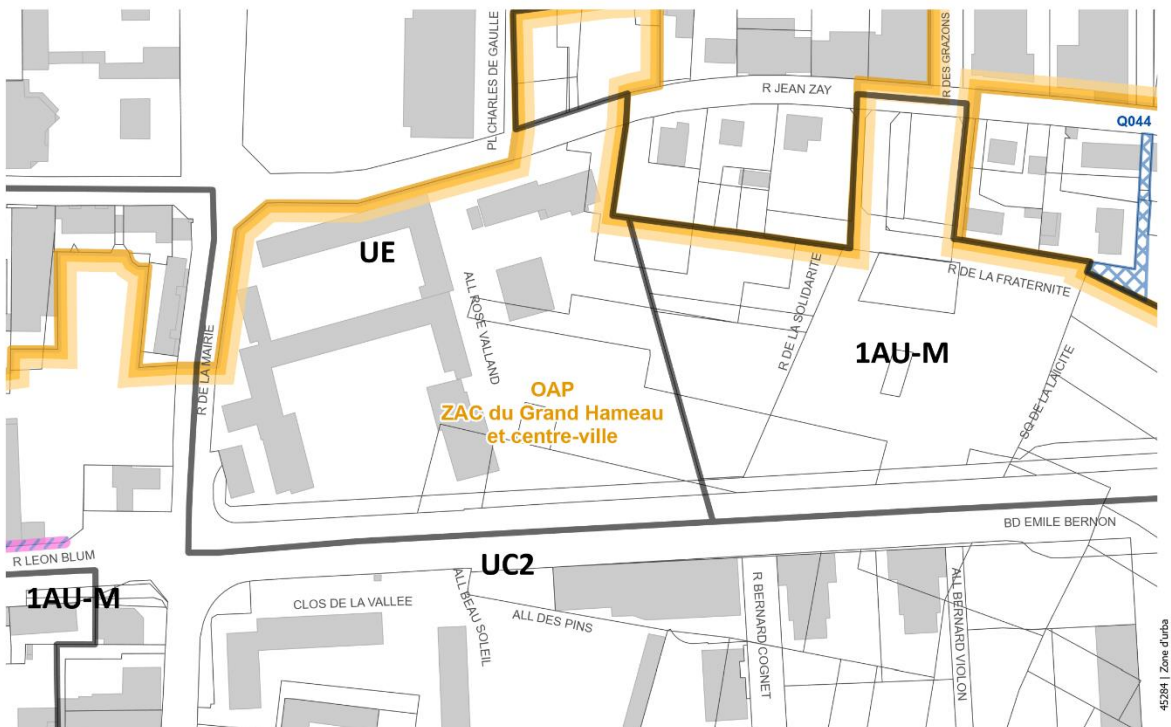 PL CHARLES DE GAULLE
R DES GRAZONS
R JEAN ZAY
Q044
UE
R DE LA MAIRIE
ALL ROSE VALLAND
R DE LA SOLIDARITE
R DE LA FRATERNITE
1AU-M
SQ DE LA LAICITE
OAP
ZAC du Grand Hameau
et centre-ville
BD EMILE BERNON
R LEON BLUM
UC2
1AU-M
CLOS DE LA VALLEE
ALL BEAU SOLEIL
ALL DES PINS
R BERNARD COGNET
ALL BERNARD VIOLON
45284 | Zone d'urba